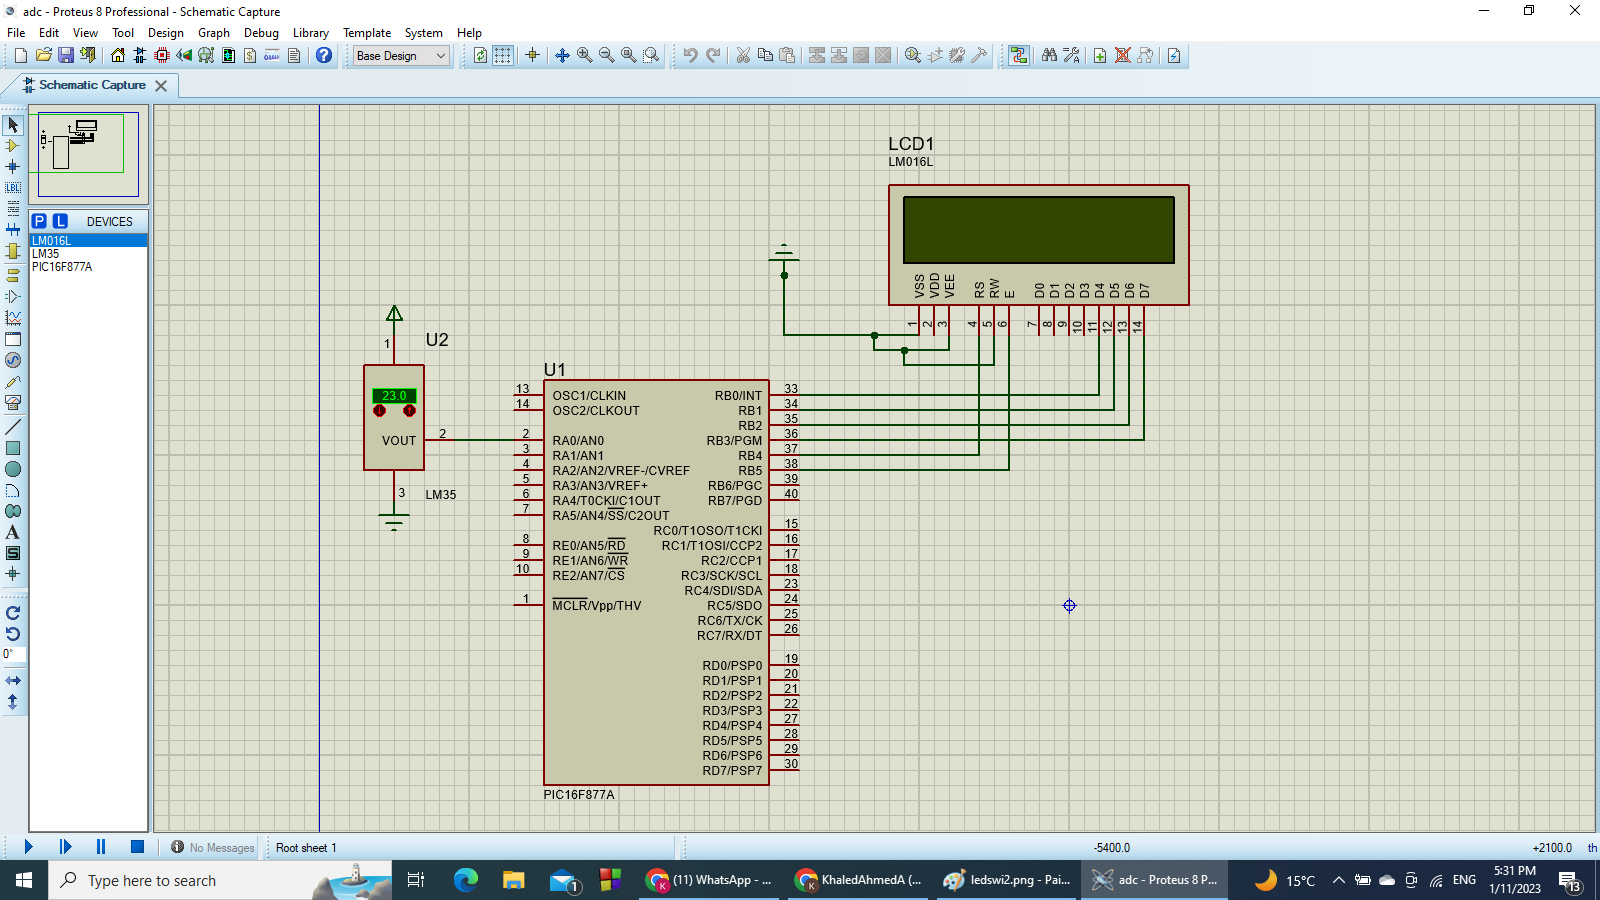 adc - Proteus 8 Professional - Schematic Capture
File Edit View Tool Design Graph Debug Library Template System Help
Base Design
Schematic Capture
P L DEVICES
LM016L
LM35
PIC16F877A
LBL
A
S
0°
LCD1
LM016L
VSS VDD VEE RS RW E D0 D1 D2 D3 D4 D5 D6 D7
1 2 3 4 5 6 7 8 9 10 11 12 13 14
U2
1
23.0
VOUT 2
3
LM35
U1
13 OSC1/CLKIN RB0/INT 33
14 OSC2/CLKOUT RB1 34
RB2 35
2 RA0/AN0 RB3/PGM 36
3 RA1/AN1 RB4 37
4 RA2/AN2/VREF-/CVREF RB5 38
5 RA3/AN3/VREF+ RB6/PGC 39
6 RA4/T0CKI/C1OUT RB7/PGD 40
7 RA5/AN4/SS/C2OUT
RC0/T1OSO/T1CKI 15
8 RE0/AN5/RD RC1/T1OSI/CCP2 16
9 RE1/AN6/WR RC2/CCP1 17
10 RE2/AN7/CS RC3/SCK/SCL 18
RC4/SDI/SDA 23
1 MCLR/Vpp/THV RC5/SDO 24
RC6/TX/CK 25
RC7/RX/DT 26
RD0/PSP0 19
RD1/PSP1 20
RD2/PSP2 21
RD3/PSP3 22
RD4/PSP4 27
RD5/PSP5 28
RD6/PSP6 29
RD7/PSP7 30
PIC16F877A
No Messages Root sheet 1 -5400.0 +2100.0 th
Type here to search
1
K (11) WhatsApp - ...
K KhaledAhmedA (...
ledswi2.png - Pai...
adc - Proteus 8 P...
15°C ENG
5:31 PM
1/11/2023
13